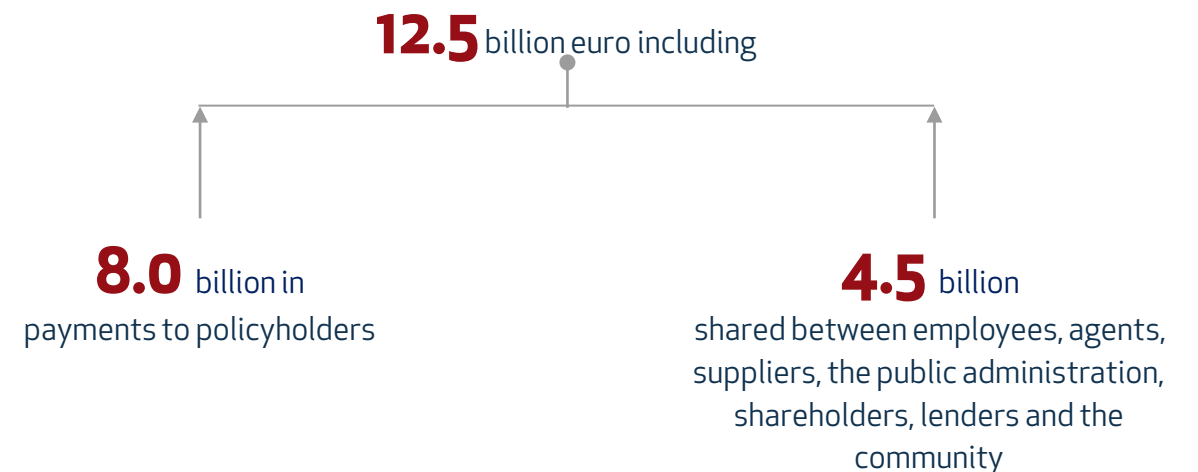 12.5 billion euro including
8.0 billion in
payments to policyholders
4.5 billion
shared between employees, agents,
suppliers, the public administration,
shareholders, lenders and the
community